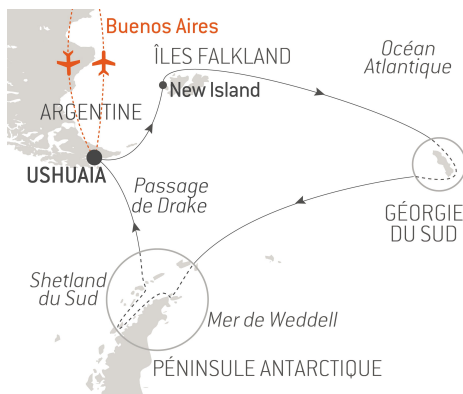 Buenos Aires
ÎLES FALKLAND
Océan
Atlantique
New Island
ARGENTINE
USHUAIA
Passage
de Drake
GÉORGIE
DU SUD
Shetland
du Sud
Mer de Weddell
PÉNINSULE ANTARCTIQUE